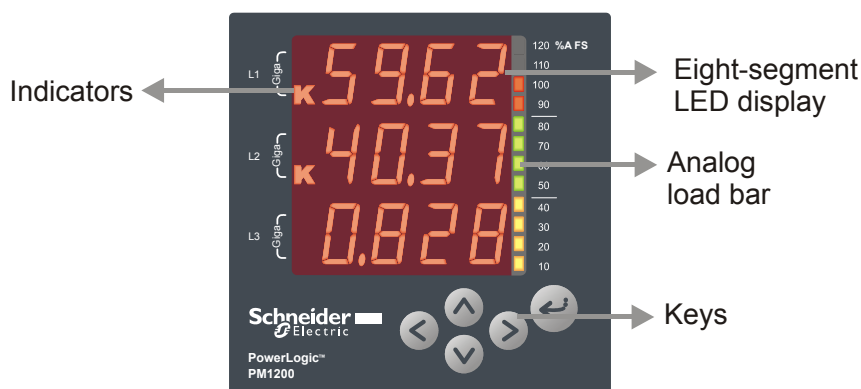 Indicators
L1
Giga
K 59.62
L2
Giga
K 40.37
L3
Giga
0.828
120 %A FS
110
100
90
80
70
60
50
40
30
20
10
Eight-segment
LED display
Analog
load bar
Keys
Schneider
Electric
PowerLogic™
PM1200